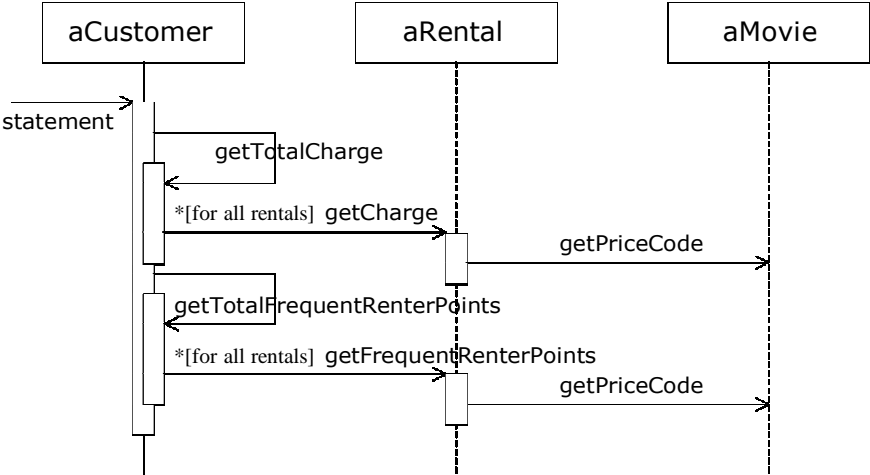 aCustomer
aRental
aMovie
statement
getTotalCharge
*[for all rentals] getCharge
getPriceCode
getTotalFrequentRenterPoints
*[for all rentals] getFrequentRenterPoints
getPriceCode